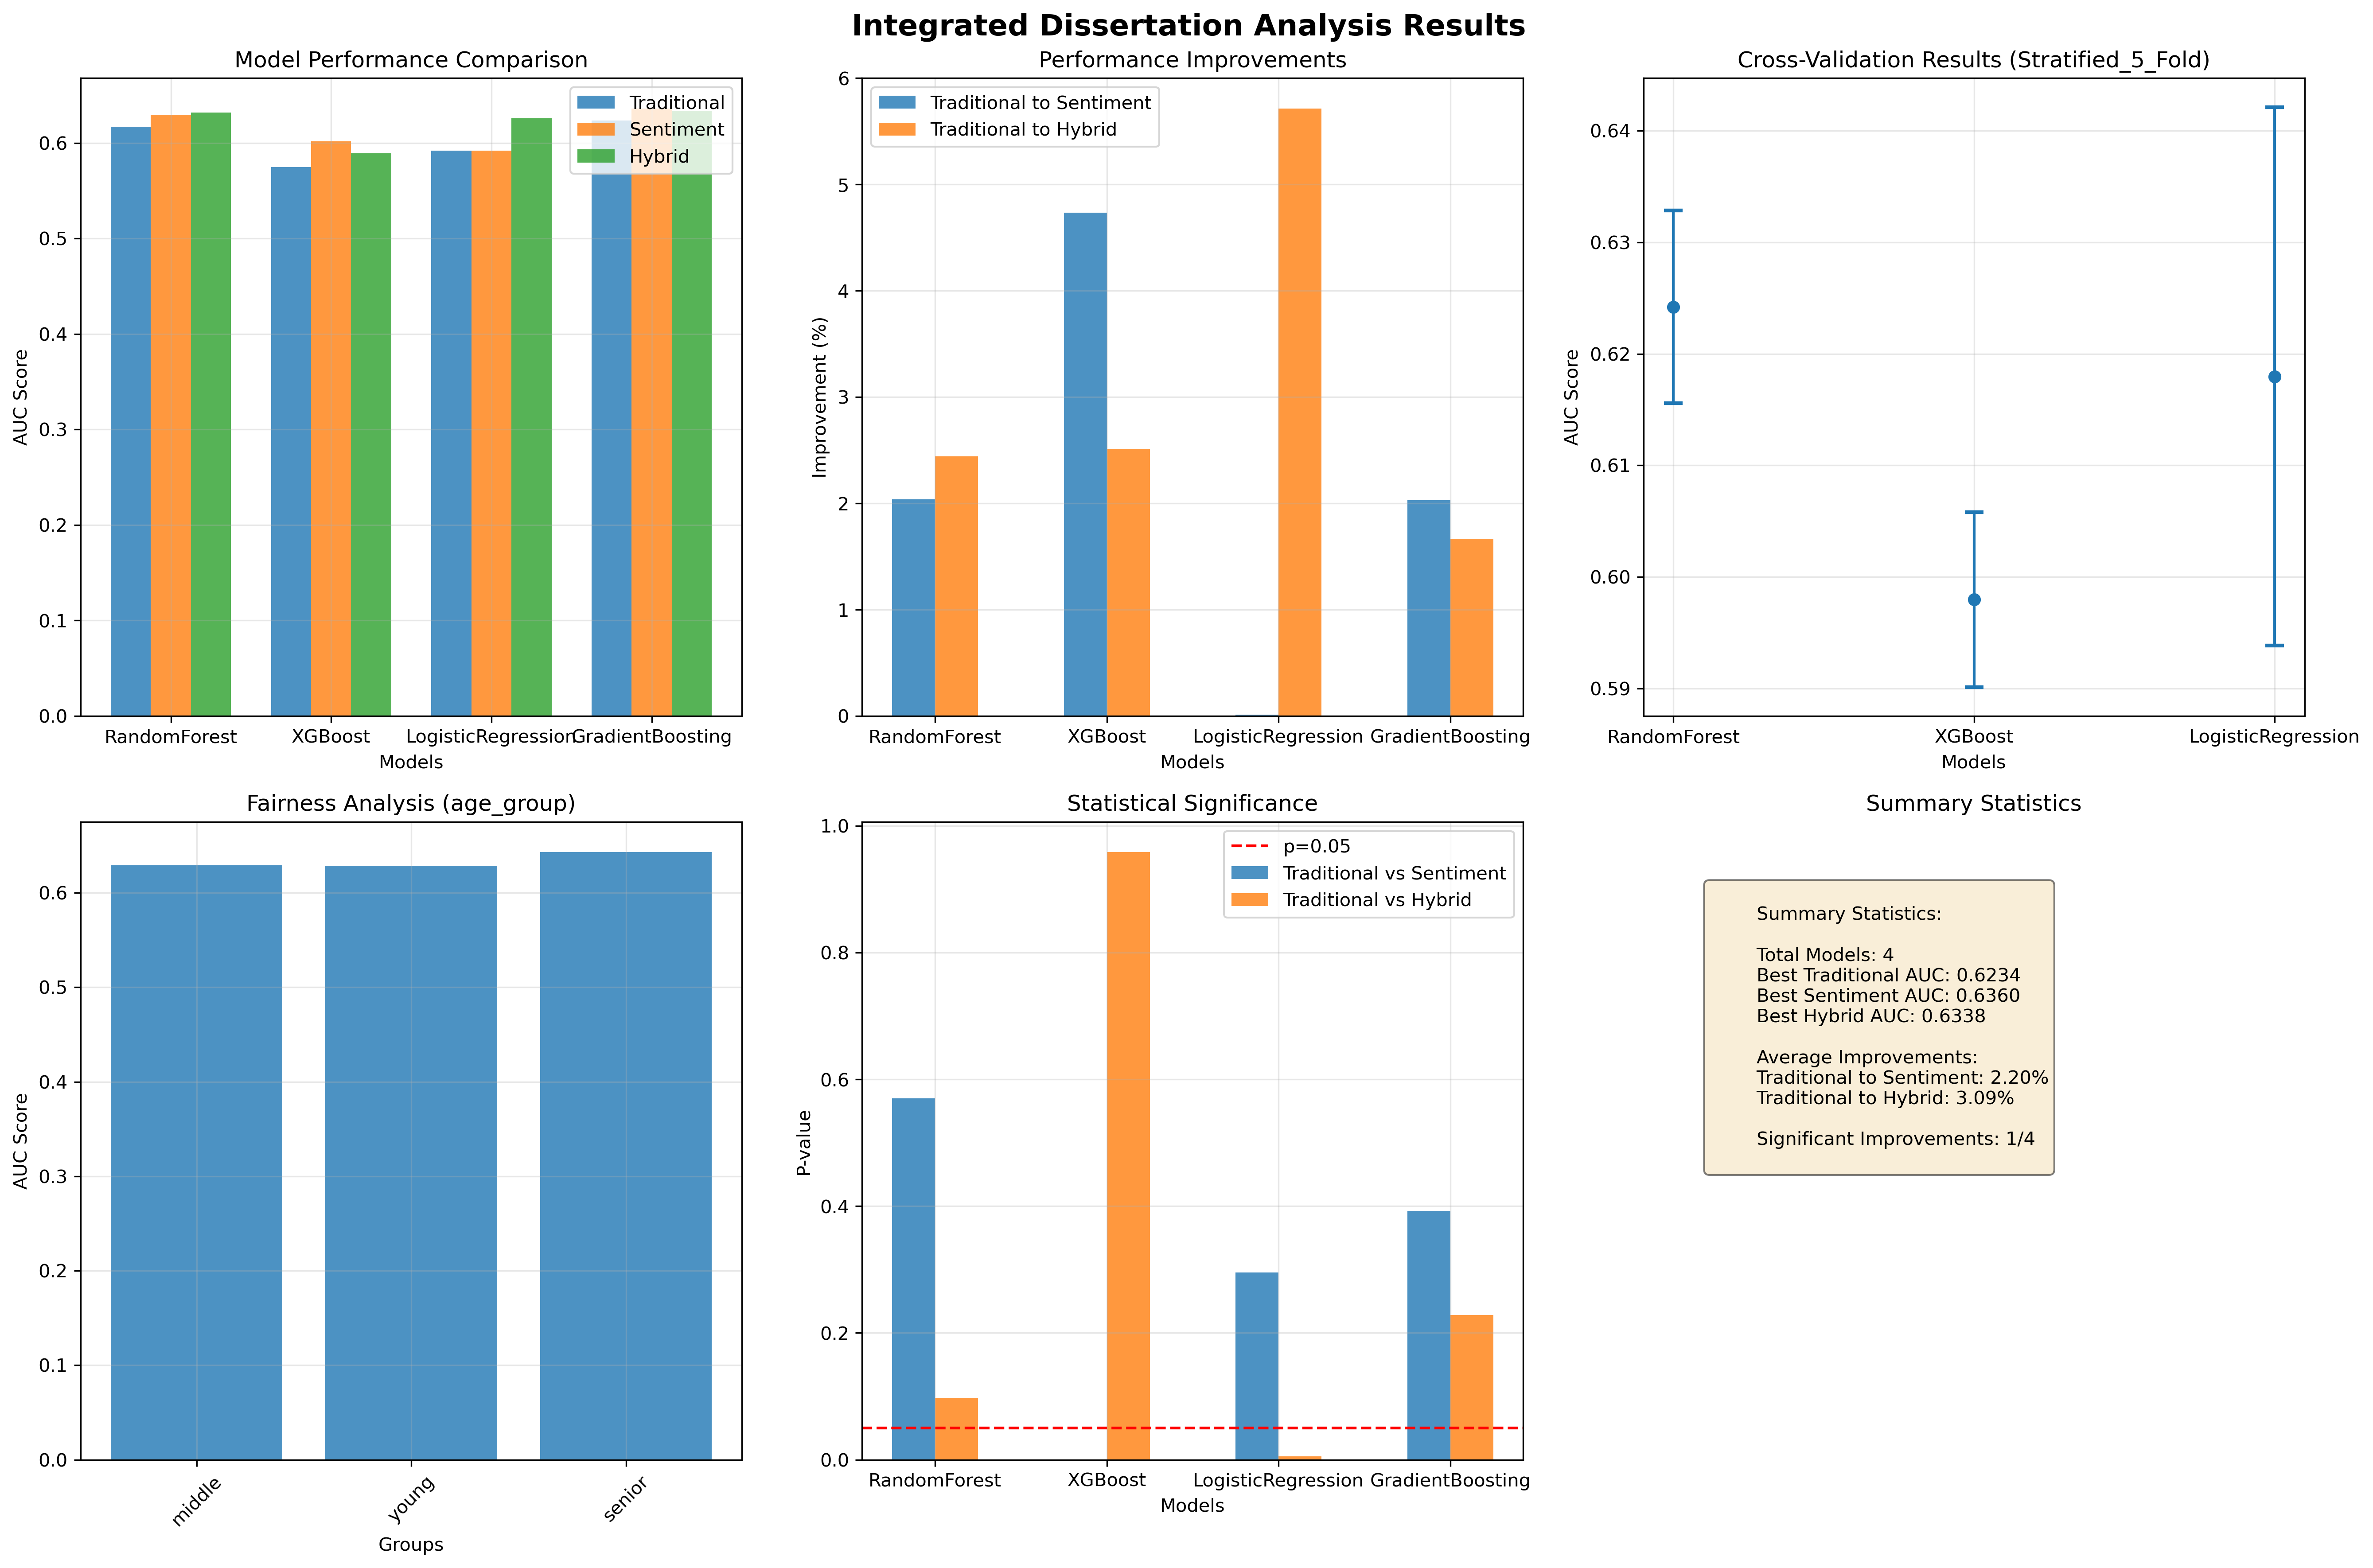 Integrated Dissertation Analysis Results
Model Performance Comparison
AUC Score
0.6
0.5
0.4
0.3
0.2
0.1
0.0
Traditional
Sentiment
Hybrid
RandomForest
XGBoost
LogisticRegression
GradientBoosting
Models
Performance Improvements
Improvement (%)
6
5
4
3
2
1
0
Traditional to Sentiment
Traditional to Hybrid
RandomForest
XGBoost
LogisticRegression
GradientBoosting
Models
Cross-Validation Results (Stratified_5_Fold)
AUC Score
0.64
0.63
0.62
0.61
0.60
0.59
RandomForest
XGBoost
LogisticRegression
Models
Fairness Analysis (age_group)
AUC Score
0.6
0.5
0.4
0.3
0.2
0.1
0.0
middle
young
senior
Groups
Statistical Significance
P-value
1.0
0.8
0.6
0.4
0.2
0.0
p=0.05
Traditional vs Sentiment
Traditional vs Hybrid
RandomForest
XGBoost
LogisticRegression
GradientBoosting
Models
Summary Statistics
Summary Statistics:
Total Models: 4
Best Traditional AUC: 0.6234
Best Sentiment AUC: 0.6360
Best Hybrid AUC: 0.6338
Average Improvements:
Traditional to Sentiment: 2.20%
Traditional to Hybrid: 3.09%
Significant Improvements: 1/4